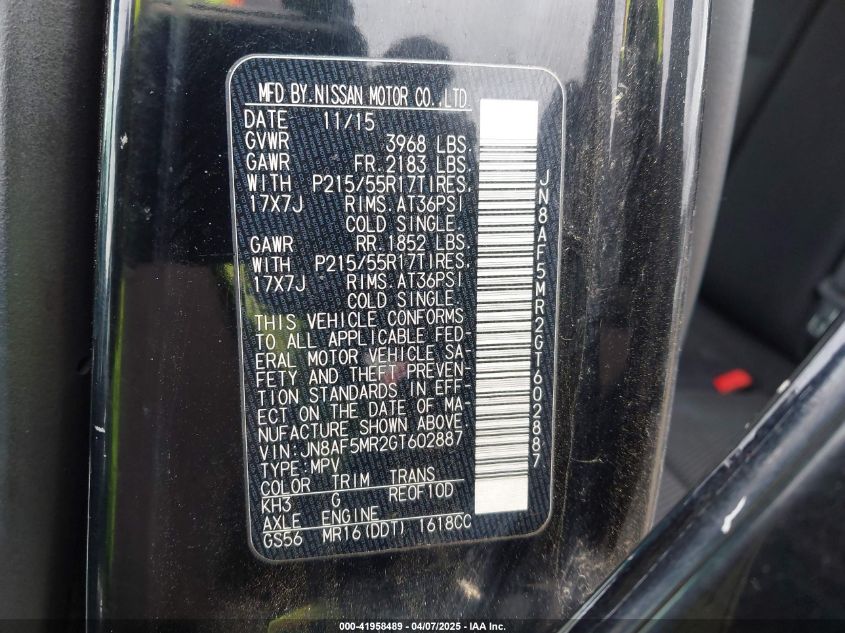 MFD BY.NISSAN MOTOR CO.,LTD.
DATE 11/15
GVWR 3968 LBS.
GAWR FR.2183 LBS.
WITH P215/55R17TIRES.
17X7J RIMS.AT36PSI
COLD SINGLE.
GAWR RR.1852 LBS.
WITH P215/55R17TIRES.
17X7J RIMS.AT36PSI
COLD SINGLE.
THIS VEHICLE CONFORMS
TO ALL APPLICABLE FED-
ERAL MOTOR VEHICLE SA-
FETY AND THEFT PREVEN-
TION STANDARDS IN EFF-
ECT ON THE DATE OF MA-
NUFACTURE SHOWN ABOVE.
VIN:JN8AF5MR2GT602887
TYPE:MPV
COLOR TRIM TRANS
KH3 G RE0F10D
AXLE ENGINE
GS56 MR16(DDT) 1618CC
JN8AF5MR2GT602887
000-41958489 - 04/07/2025 - IAA Inc.